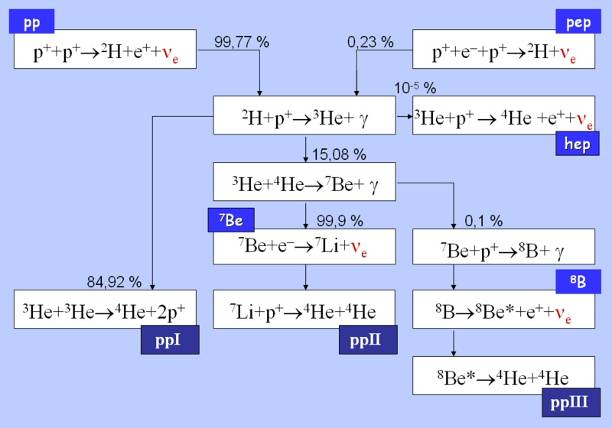 pp
pep
p⁺+p⁺→²H+e⁺+νₑ
99,77 %
0,23 %
p⁺+e⁻+p⁺→²H+νₑ
10⁻⁵ %
²H+p⁺→³He+ γ
³He+p⁺→ ⁴He +e⁺+νₑ
hep
15,08 %
³He+⁴He→⁷Be+ γ
⁷Be
99,9 %
0,1 %
⁷Be+e⁻→⁷Li+νₑ
⁷Be+p⁺→⁸B+ γ
84,92 %
⁸B
³He+³He→⁴He+2p⁺
⁷Li+p⁺→⁴He+⁴He
⁸B→⁸Be*+e⁺+νₑ
ppI
ppII
⁸Be*→⁴He+⁴He
ppIII